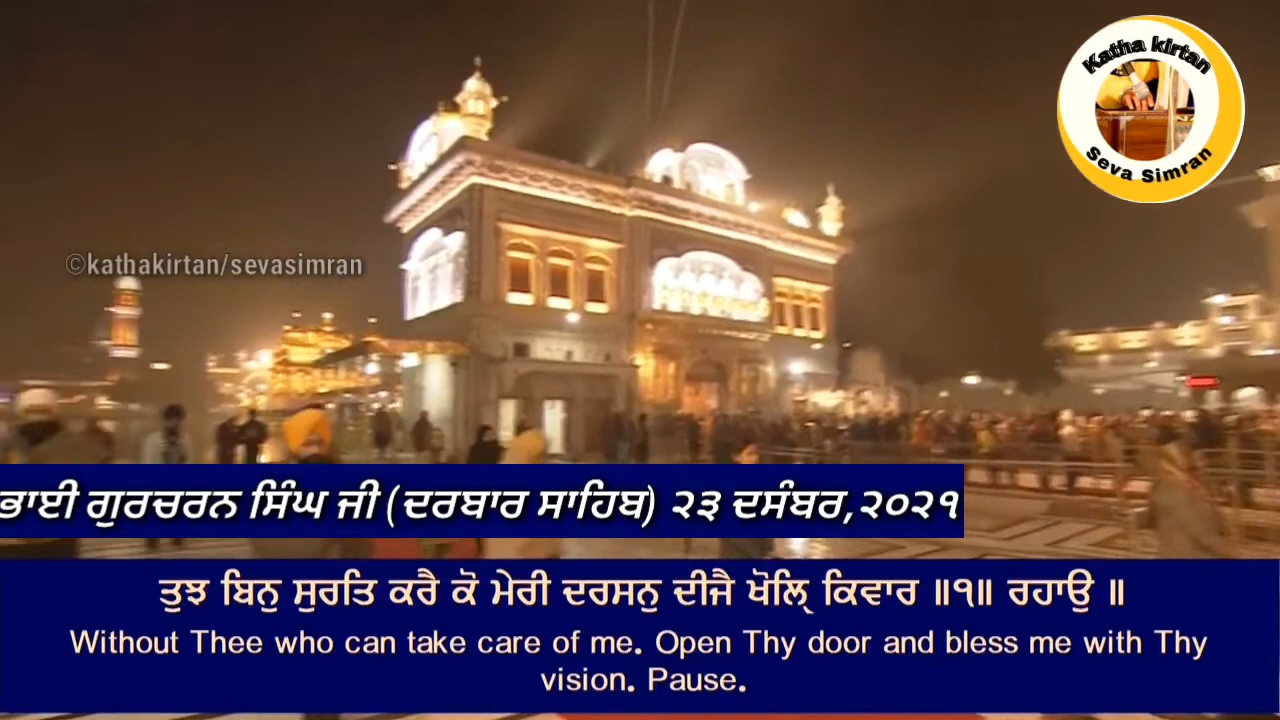 Katha kirtan
Seva Simran
©kathakirtan/sevasimran
ਭਾਈ ਗੁਰਚਰਨ ਸਿੰਘ ਜੀ (ਦਰਬਾਰ ਸਾਹਿਬ) ੨੩ ਦਸੰਬਰ,੨੦੨੧
ਤੁਝ ਬਿਨੁ ਸੁਰਤਿ ਕਰੈ ਕੋ ਮੇਰੀ ਦਰਸਨੁ ਦੀਜੈ ਖੋਲਿ੍ ਕਿਵਾਰ ॥੧॥ ਰਹਾਉ ॥
Without Thee who can take care of me. Open Thy door and bless me with Thy
vision. Pause.